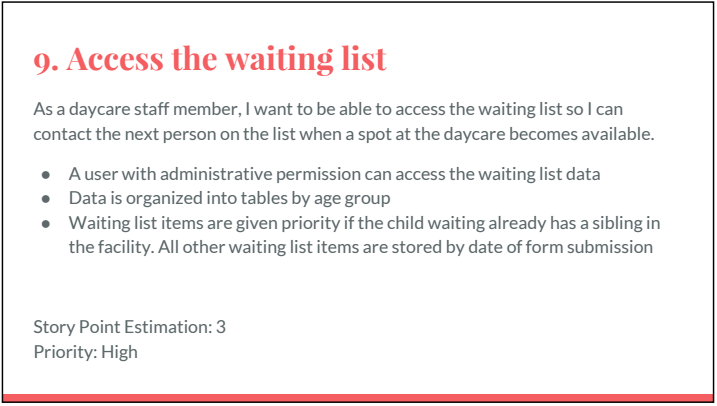 9. Access the waiting list
As a daycare staff member, I want to be able to access the waiting list so I can
contact the next person on the list when a spot at the daycare becomes available.
● A user with administrative permission can access the waiting list data
● Data is organized into tables by age group
● Waiting list items are given priority if the child waiting already has a sibling in
the facility. All other waiting list items are stored by date of form submission
Story Point Estimation: 3
Priority: High